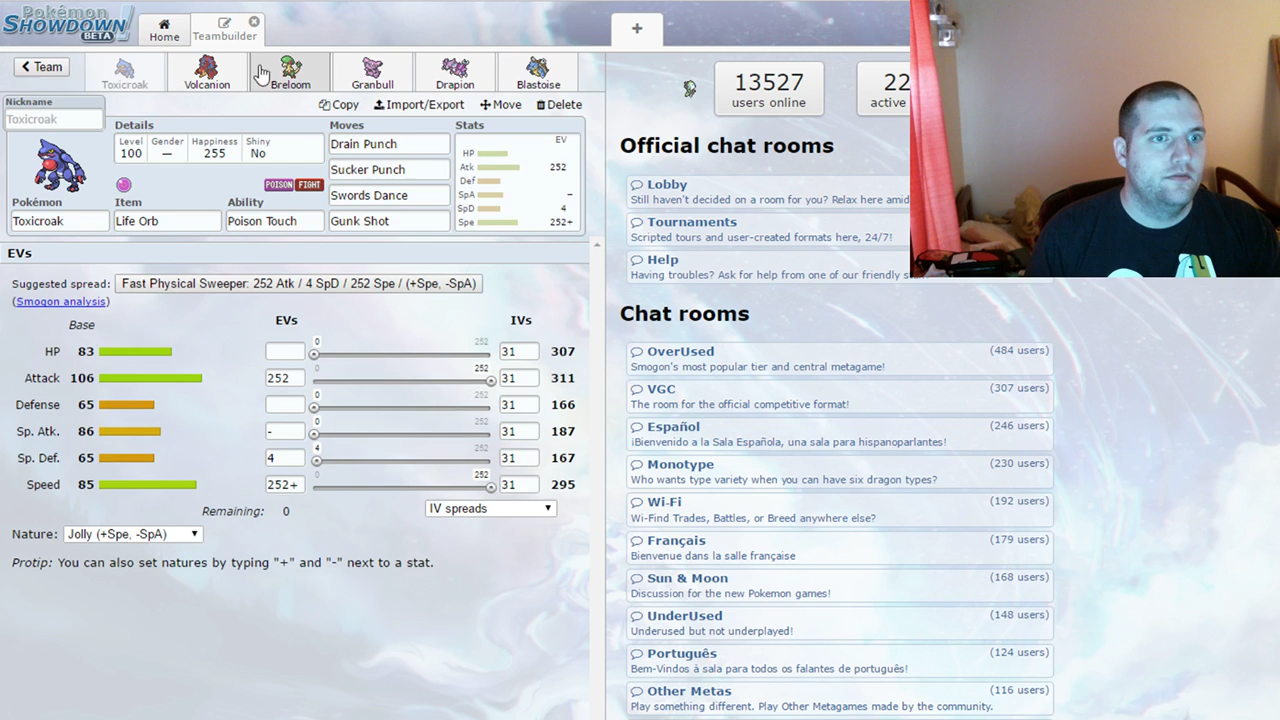 Pokémon
SHOWDOWN!
BETA
Home
Teambuilder
+
Team
Toxicroak
Volcanion
Breloom
Granbull
Drapion
Blastoise
Copy
Import/Export
Move
Delete
Nickname
Toxicroak
Details
Level
100
Gender
—
Happiness
255
Shiny
No
POISON FIGHT
Pokémon
Toxicroak
Item
Life Orb
Ability
Poison Touch
Moves
Drain Punch
Sucker Punch
Swords Dance
Gunk Shot
Stats
EV
HP
Atk 252
Def
SpA –
SpD 4
Spe 252+
EVs
Suggested spread: Fast Physical Sweeper: 252 Atk / 4 SpD / 252 Spe / (+Spe, -SpA)
(Smogon analysis)
Base EVs IVs
HP 83 0 252 31 307
Attack 106 252 0 252 31 311
Defense 65 0 252 31 166
Sp. Atk. 86 - 0 252 31 187
Sp. Def. 65 4 4 252 31 167
Speed 85 252+ 0 252 31 295
Remaining: 0
IV spreads
Nature: Jolly (+Spe, -SpA)
Protip: You can also set natures by typing "+" and "-" next to a stat.
13527
users online
22
active
Official chat rooms
Lobby
Still haven't decided on a room for you? Relax here amid
Tournaments
Scripted tours and user-created formats here, 24/7!
Help
Having troubles? Ask for help from one of our friendly
Chat rooms
OverUsed (484 users)
Smogon's most popular tier and central metagame!
VGC (307 users)
The room for the official competitive format!
Español (246 users)
¡Bienvenido a la Sala Española, una sala para hispanoparlantes!
Monotype (230 users)
Who wants type variety when you can have six dragon types?
Wi-Fi (192 users)
Wi-Find Trades, Battles, or Breed anywhere else?
Français (179 users)
Bienvenue dans la salle française
Sun & Moon (168 users)
Discussion for the new Pokemon games!
UnderUsed (148 users)
Underused but not underplayed!
Português (124 users)
Bem-Vindos à sala para todos os falantes de português!
Other Metas (116 users)
Play something different. Play Other Metagames made by the community.